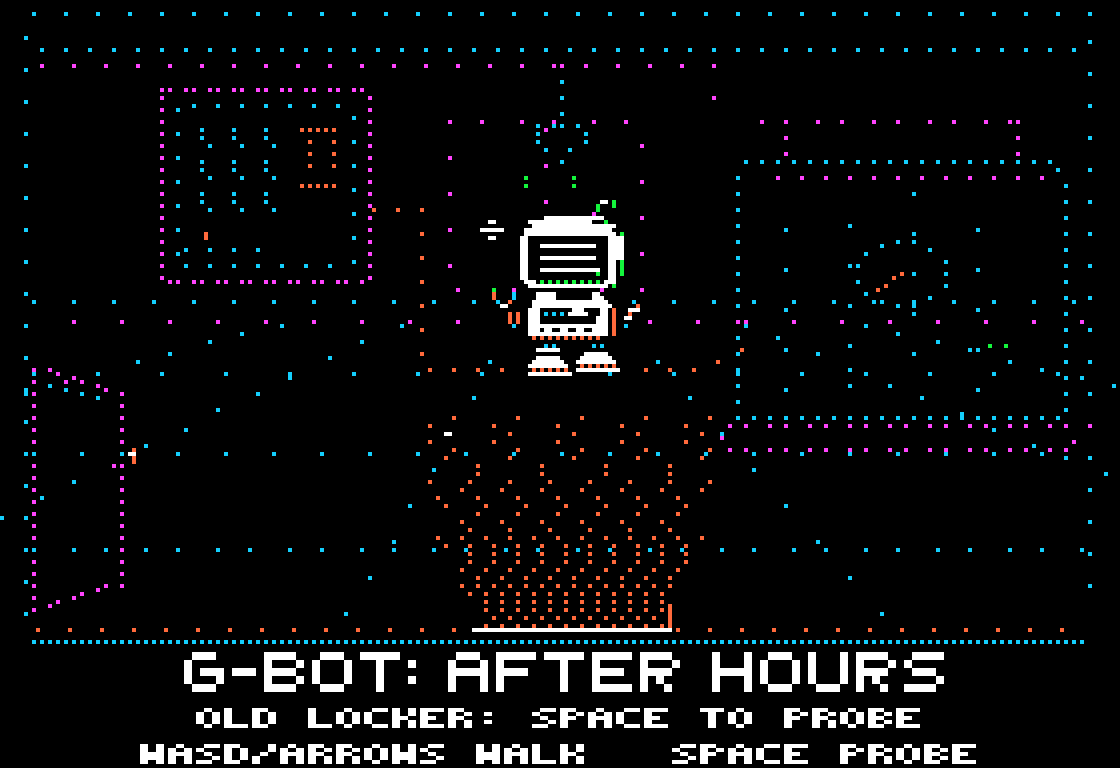 G-BOT: AFTER HOURS
OLD LOCKER: SPACE TO PROBE
WASD/ARROWS WALK SPACE PROBE